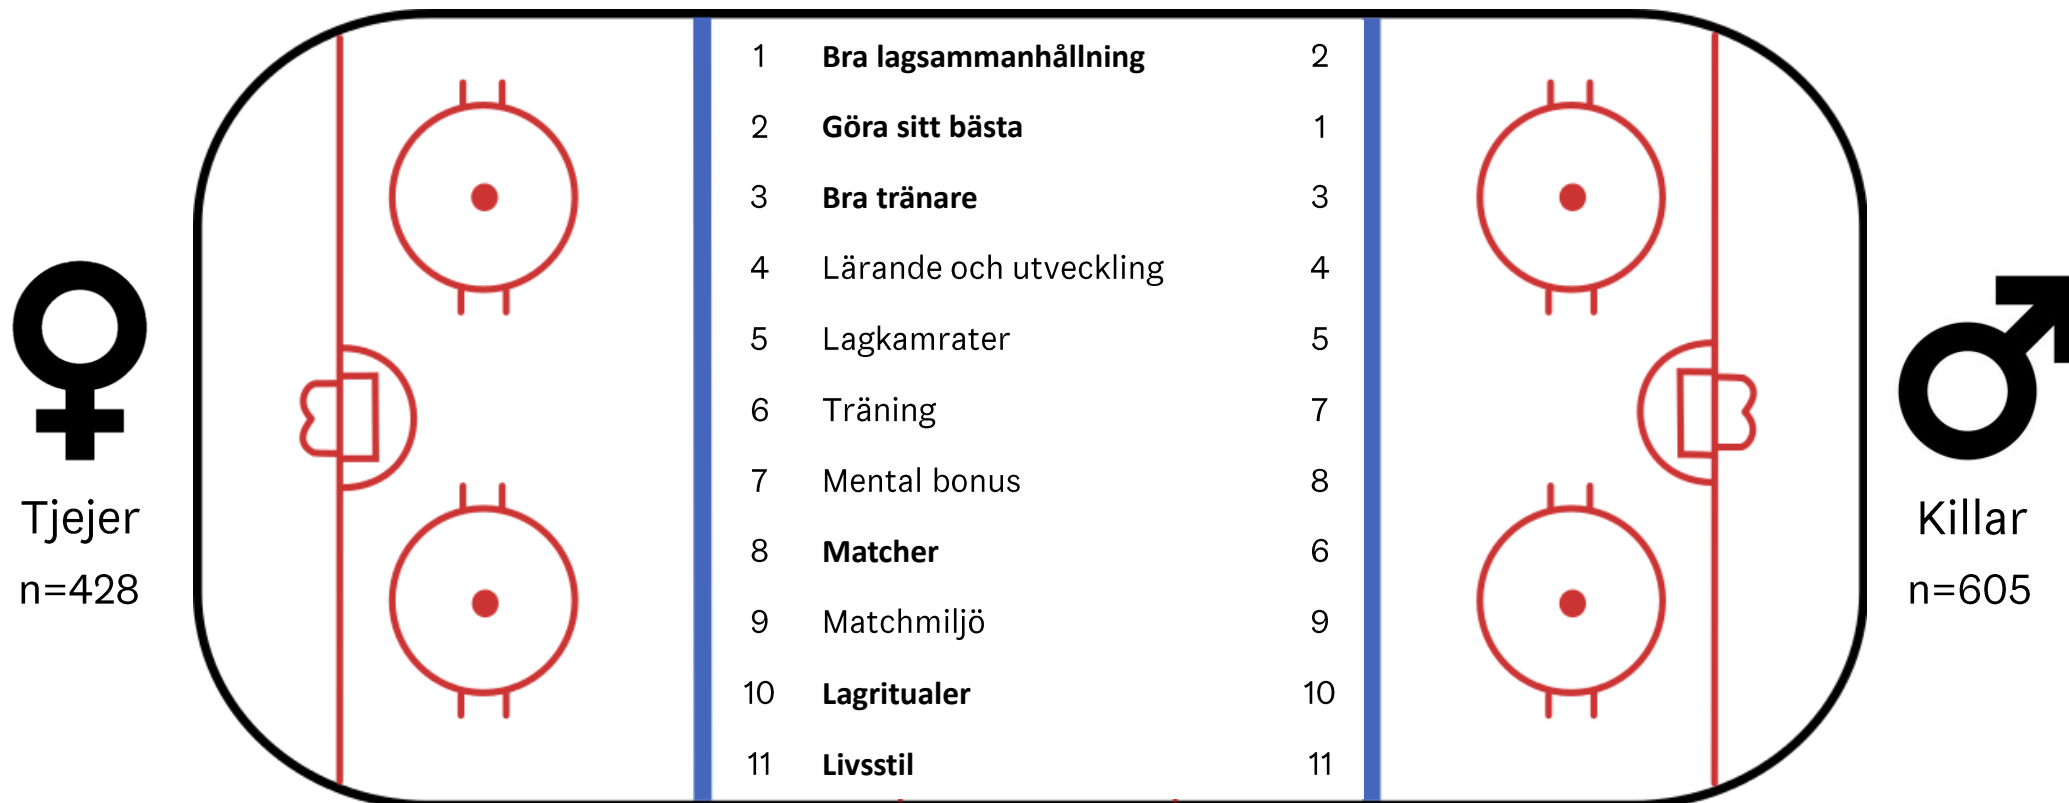 1 Bra lagsammanhållning 2
2 Göra sitt bästa 1
3 Bra tränare 3
4 Lärande och utveckling 4
5 Lagkamrater 5
6 Träning 7
7 Mental bonus 8
8 Matcher 6
9 Matchmiljö 9
10 Lagritualer 10
11 Livsstil 11
Tjejer
n=428
Killar
n=605